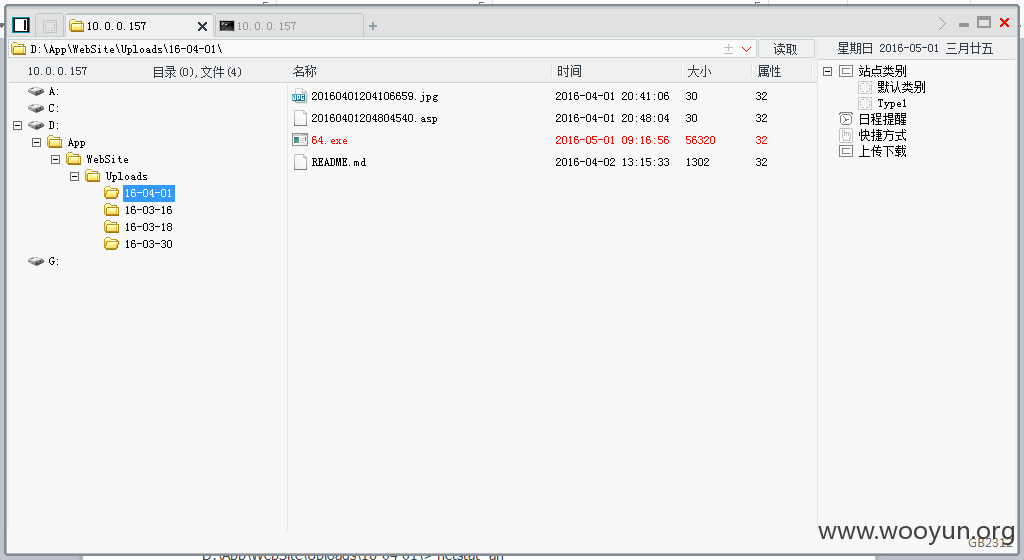 10.0.0.157
10.0.0.157
D:\App\WebSite\Uploads\16-04-01\
读取
星期日 2016-05-01 三月廿五
10.0.0.157 目录(0),文件(4)
名称 时间 大小 属性
A:
C:
D:
App
WebSite
Uploads
16-04-01
16-03-16
16-03-18
16-03-30
G:
20160401204106659.jpg 2016-04-01 20:41:06 30 32
20160401204804540.asp 2016-04-01 20:48:04 30 32
64.exe 2016-05-01 09:16:56 56320 32
README.md 2016-04-02 13:15:33 1302 32
站点类别
默认类别
Type1
日程提醒
快捷方式
上传下载
www.wooyun.org
GB2312
D:\App\WebSite\Uploads\16-04-01\> netstat -an